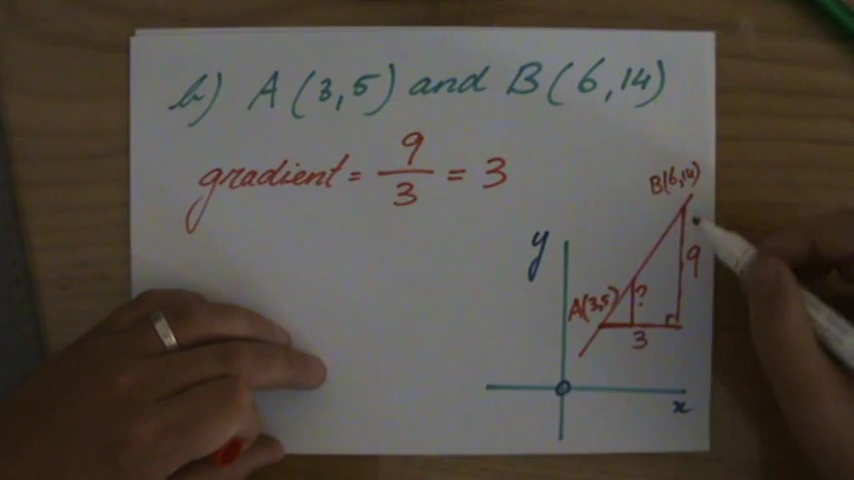 b) A (3,5) and B (6,14)
gradient = 9/3 = 3
B(6,14)
y
A(3,5)
?
9
3
x